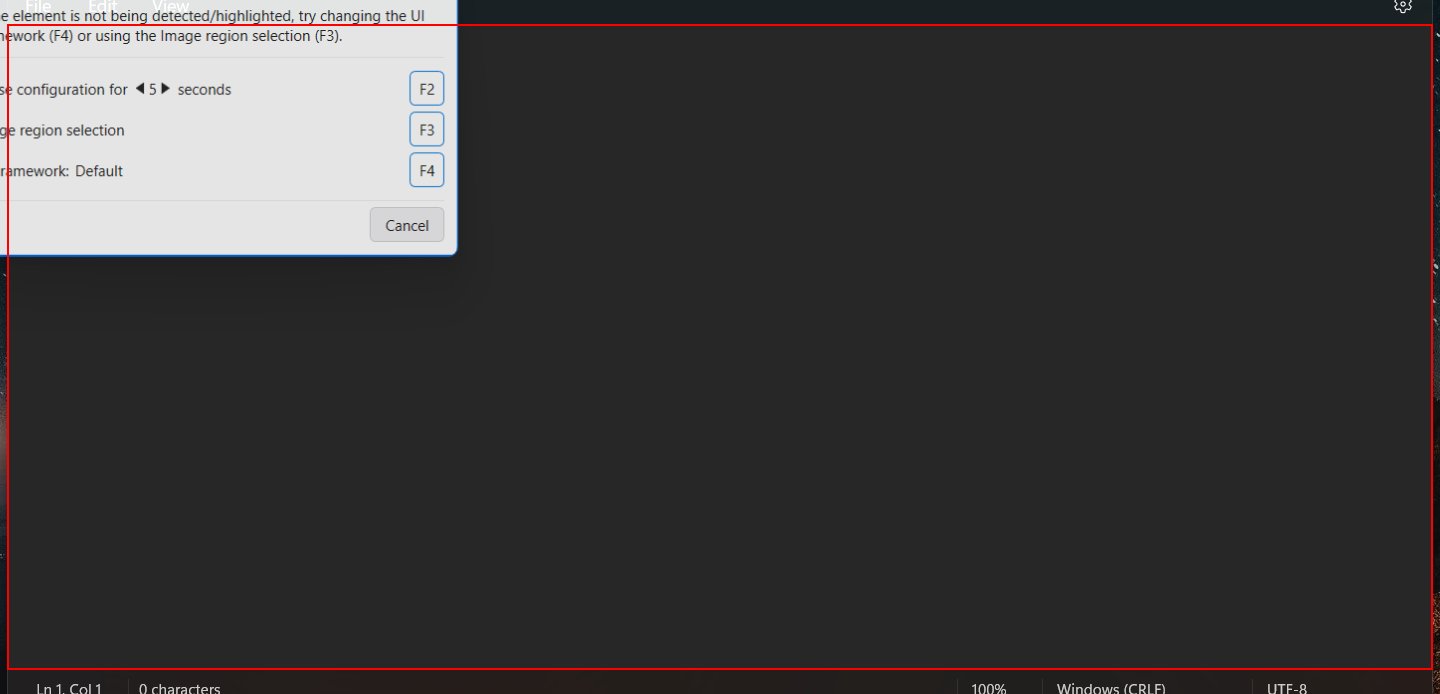 File Edit View
e element is not being detected/highlighted, try changing the UI
nework (F4) or using the Image region selection (F3).
se configuration for 5 seconds F2
ge region selection F3
ramework: Default F4
Cancel
Ln 1, Col 1 0 characters 100% Windows (CRLF) UTF-8